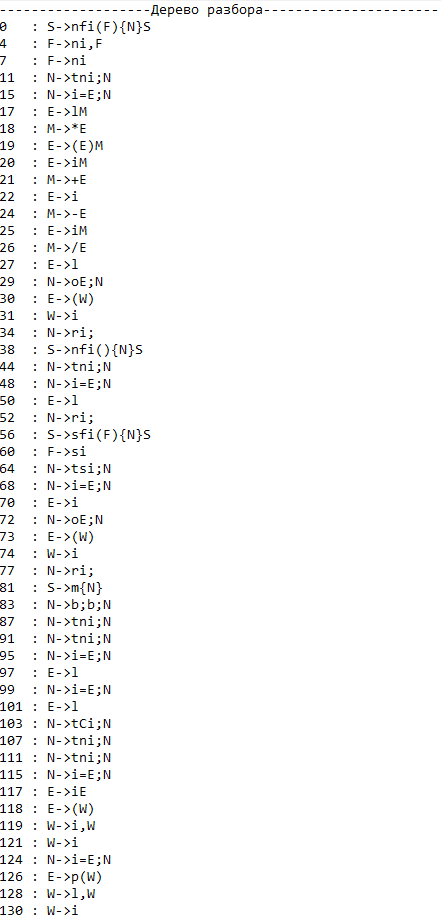 -------------------Дерево разбора----------------------
0   : S->nfi(F){N}S
4   : F->ni,F
7   : F->ni
11  : N->tni;N
15  : N->i=E;N
17  : E->lM
18  : M->*E
19  : E->(E)M
20  : E->iM
21  : M->+E
22  : E->i
24  : M->-E
25  : E->iM
26  : M->/E
27  : E->l
29  : N->oE;N
30  : E->(W)
31  : W->i
34  : N->ri;
38  : S->nfi(){N}S
44  : N->tni;N
48  : N->i=E;N
50  : E->l
52  : N->ri;
56  : S->sfi(F){N}S
60  : F->si
64  : N->tsi;N
68  : N->i=E;N
70  : E->i
72  : N->oE;N
73  : E->(W)
74  : W->i
77  : N->ri;
81  : S->m{N}
83  : N->b;b;N
87  : N->tni;N
91  : N->tni;N
95  : N->i=E;N
97  : E->l
99  : N->i=E;N
101 : E->l
103 : N->tCi;N
107 : N->tni;N
111 : N->tni;N
115 : N->i=E;N
117 : E->iE
118 : E->(W)
119 : W->i,W
121 : W->i
124 : N->i=E;N
126 : E->p(W)
128 : W->l,W
130 : W->i